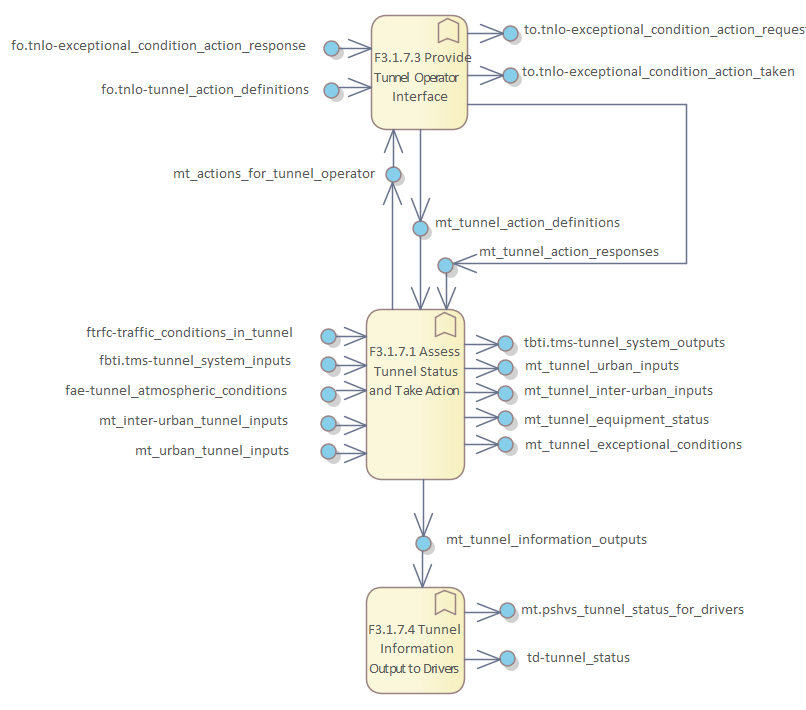 fo.tnlo-exceptional_condition_action_response
fo.tnlo-tunnel_action_definitions
F3.1.7.3 Provide
Tunnel Operator
Interface
to.tnlo-exceptional_condition_action_request
to.tnlo-exceptional_condition_action_taken
mt_actions_for_tunnel_operator
mt_tunnel_action_definitions
mt_tunnel_action_responses
ftrfc-traffic_conditions_in_tunnel
fbti.tms-tunnel_system_inputs
fae-tunnel_atmospheric_conditions
mt_inter-urban_tunnel_inputs
mt_urban_tunnel_inputs
F3.1.7.1 Assess
Tunnel Status
and Take Action
tbti.tms-tunnel_system_outputs
mt_tunnel_urban_inputs
mt_tunnel_inter-urban_inputs
mt_tunnel_equipment_status
mt_tunnel_exceptional_conditions
mt_tunnel_information_outputs
F3.1.7.4 Tunnel
Information
Output to Drivers
mt.pshvs_tunnel_status_for_drivers
td-tunnel_status